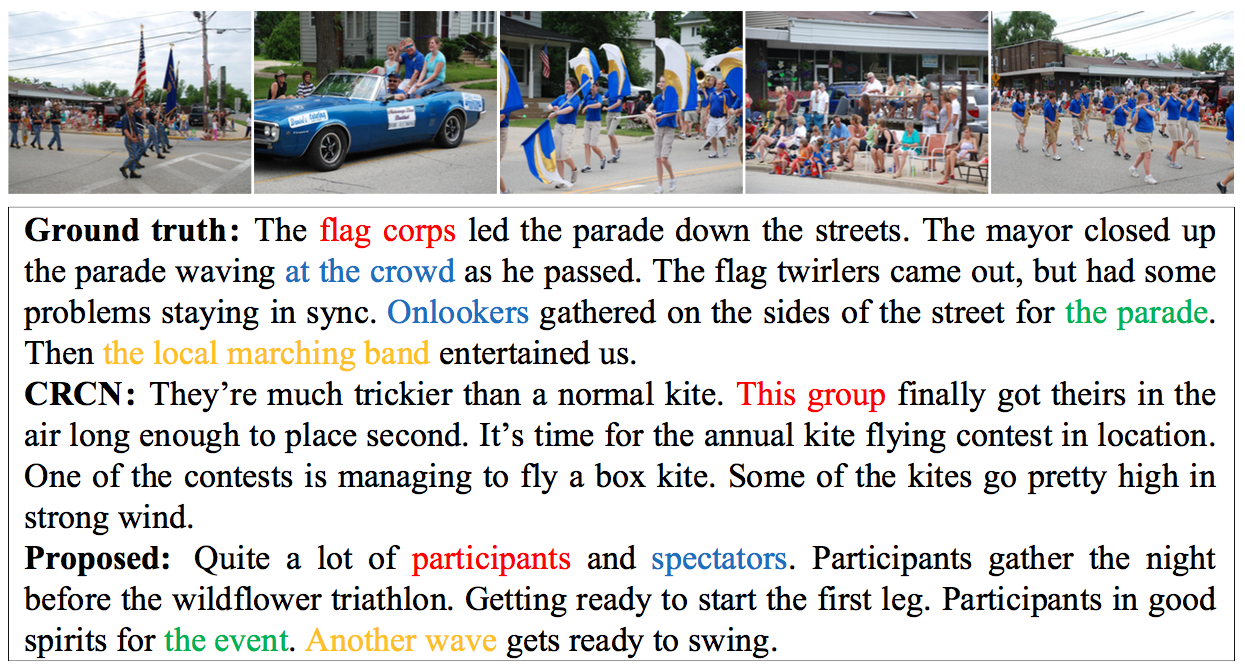 Ground truth: The flag corps led the parade down the streets. The mayor closed up
the parade waving at the crowd as he passed. The flag twirlers came out, but had some
problems staying in sync. Onlookers gathered on the sides of the street for the parade.
Then the local marching band entertained us.
CRCN: They’re much trickier than a normal kite. This group finally got theirs in the
air long enough to place second. It’s time for the annual kite flying contest in location.
One of the contests is managing to fly a box kite. Some of the kites go pretty high in
strong wind.
Proposed: Quite a lot of participants and spectators. Participants gather the night
before the wildflower triathlon. Getting ready to start the first leg. Participants in good
spirits for the event. Another wave gets ready to swing.